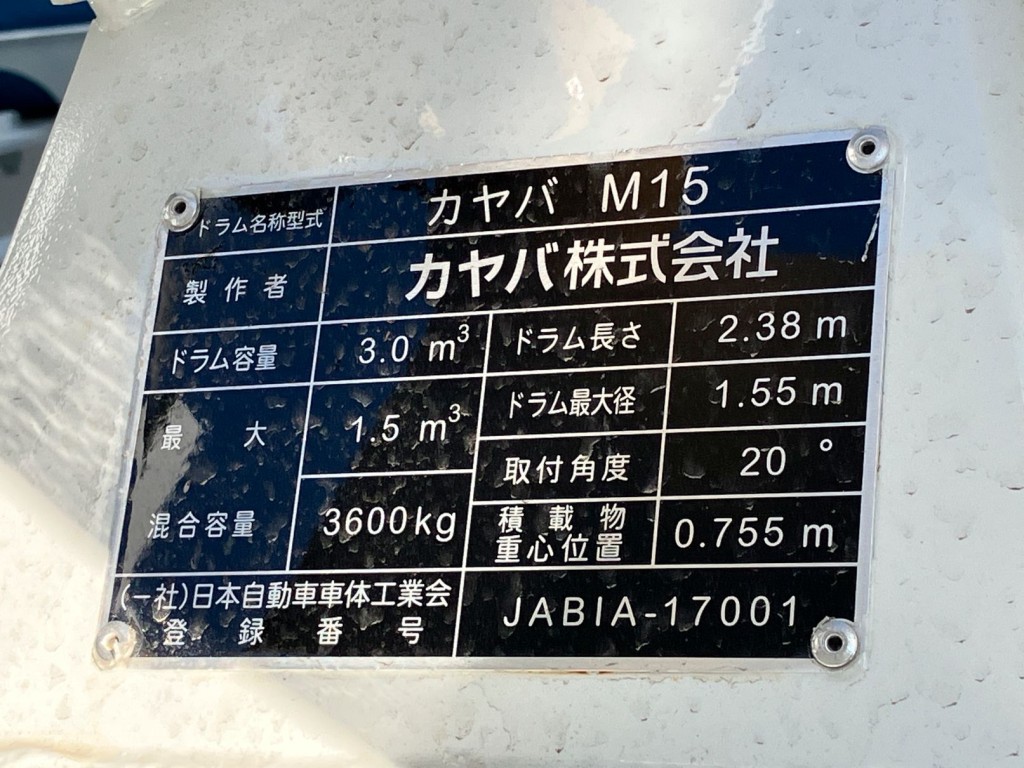 ドラム名称型式 カヤバ M15
製作者 カヤバ株式会社
ドラム容量 3.0 m³ ドラム長さ 2.38 m
最大 1.5 m³ ドラム最大径 1.55 m
取付角度 20°
混合容量 3600kg 積載物
重心位置 0.755 m
(一社)日本自動車車体工業会
登録番号 JABIA-17001